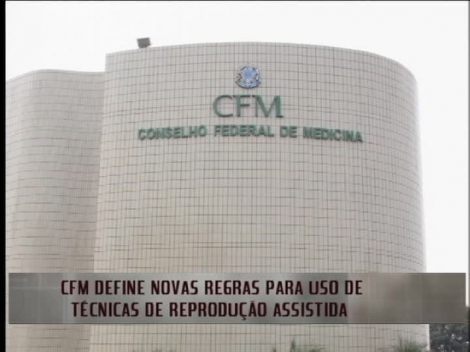 CFM
CONSELHO FEDERAL DE MEDICINA
CFM DEFINE NOVAS REGRAS PARA USO DE
TÉCNICAS DE REPRODUÇÃO ASSISTIDA